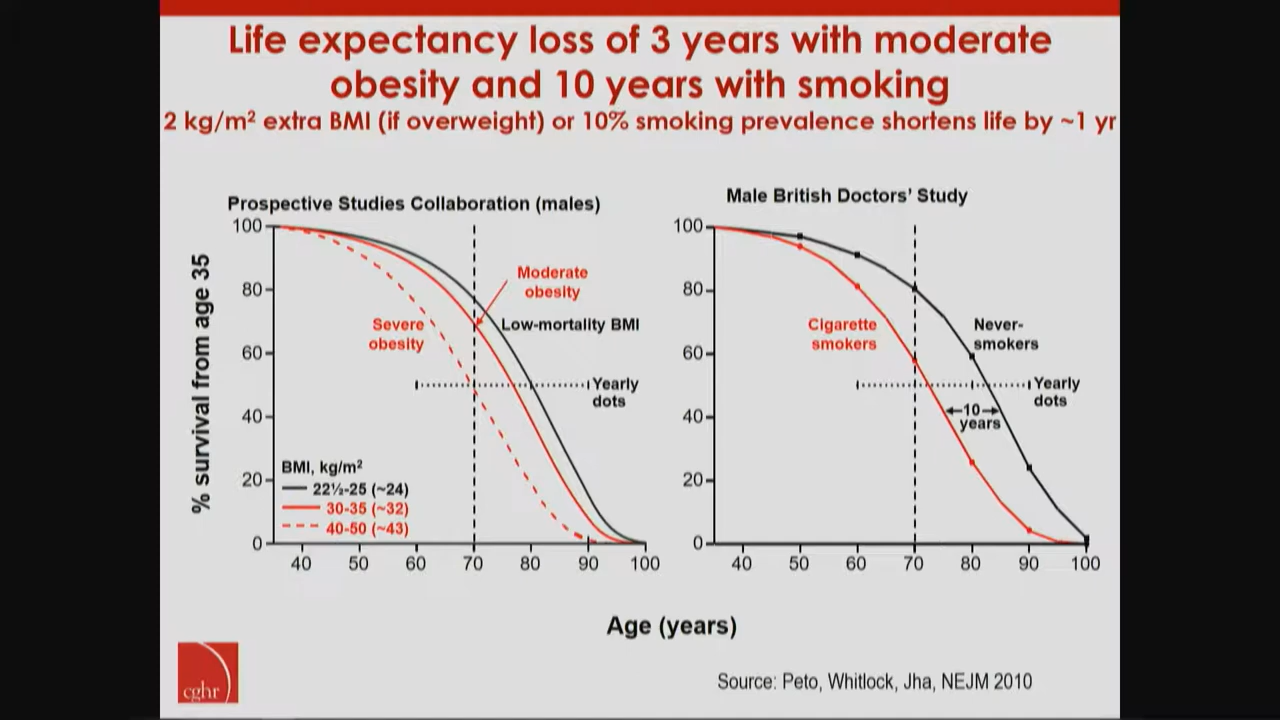 Life expectancy loss of 3 years with moderate
obesity and 10 years with smoking
2 kg/m² extra BMI (if overweight) or 10% smoking prevalence shortens life by ~1 yr
Prospective Studies Collaboration (males)
% survival from age 35
100
80
60
40
20
0
Moderate
obesity
Severe
obesity
Low-mortality BMI
Yearly
dots
BMI, kg/m²
22½-25 (~24)
30-35 (~32)
40-50 (~43)
40 50 60 70 80 90 100
Male British Doctors' Study
100
80
60
40
20
0
Cigarette
smokers
Never-
smokers
Yearly
dots
10
years
40 50 60 70 80 90 100
Age (years)
cghr
Source: Peto, Whitlock, Jha, NEJM 2010